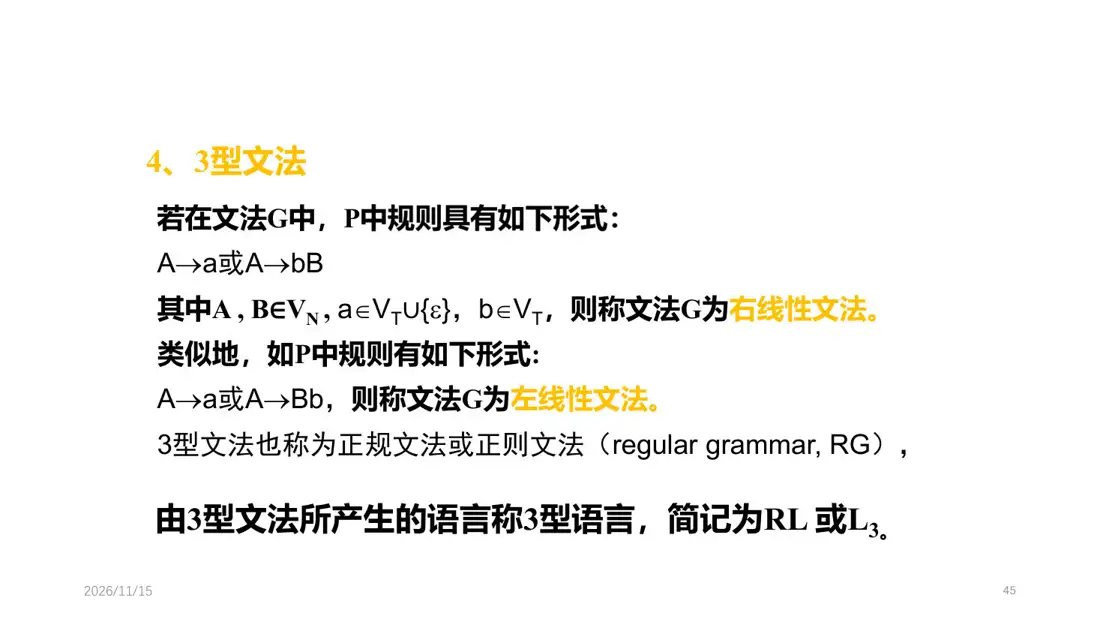 4、3型文法
若在文法G中，P中规则具有如下形式：
A→a或A→bB
其中A , B∈VN , a∈VT∪{ε}，b∈VT，则称文法G为右线性文法。
类似地，如P中规则有如下形式：
A→a或A→Bb，则称文法G为左线性文法。
3型文法也称为正规文法或正则文法（regular grammar, RG），
由3型文法所产生的语言称3型语言，简记为RL 或L3。
2026/11/15
45